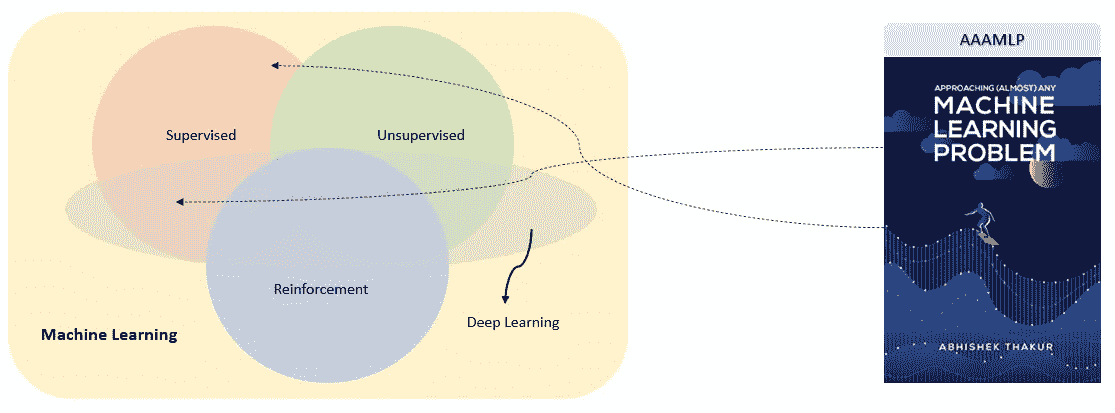 Supervised
Unsupervised
Reinforcement
Deep Learning
Machine Learning
AAAMLP
APPROACHING (ALMOST) ANY
MACHINE
LEARNING
PROBLEM
ABHISHEK THAKUR